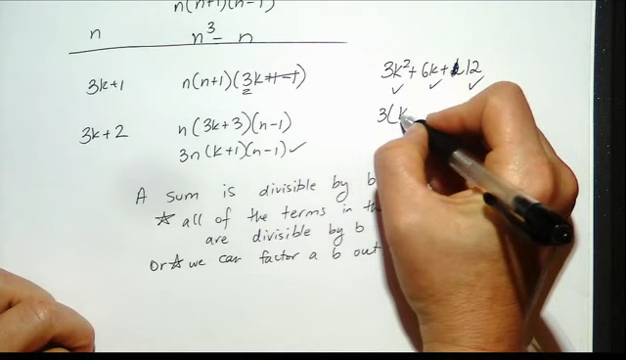 n(n+1)(n-1)
n n³ - n
3k+1 n(n+1)(3k+1-1)
3k²+6k+12
3k+2 n(3k+3)(n-1)
3(k
3n(k+1)(n-1)✓
A sum is divisible by b
☆ all of the terms in
are divisible by b
Or ☆ we can factor a b out